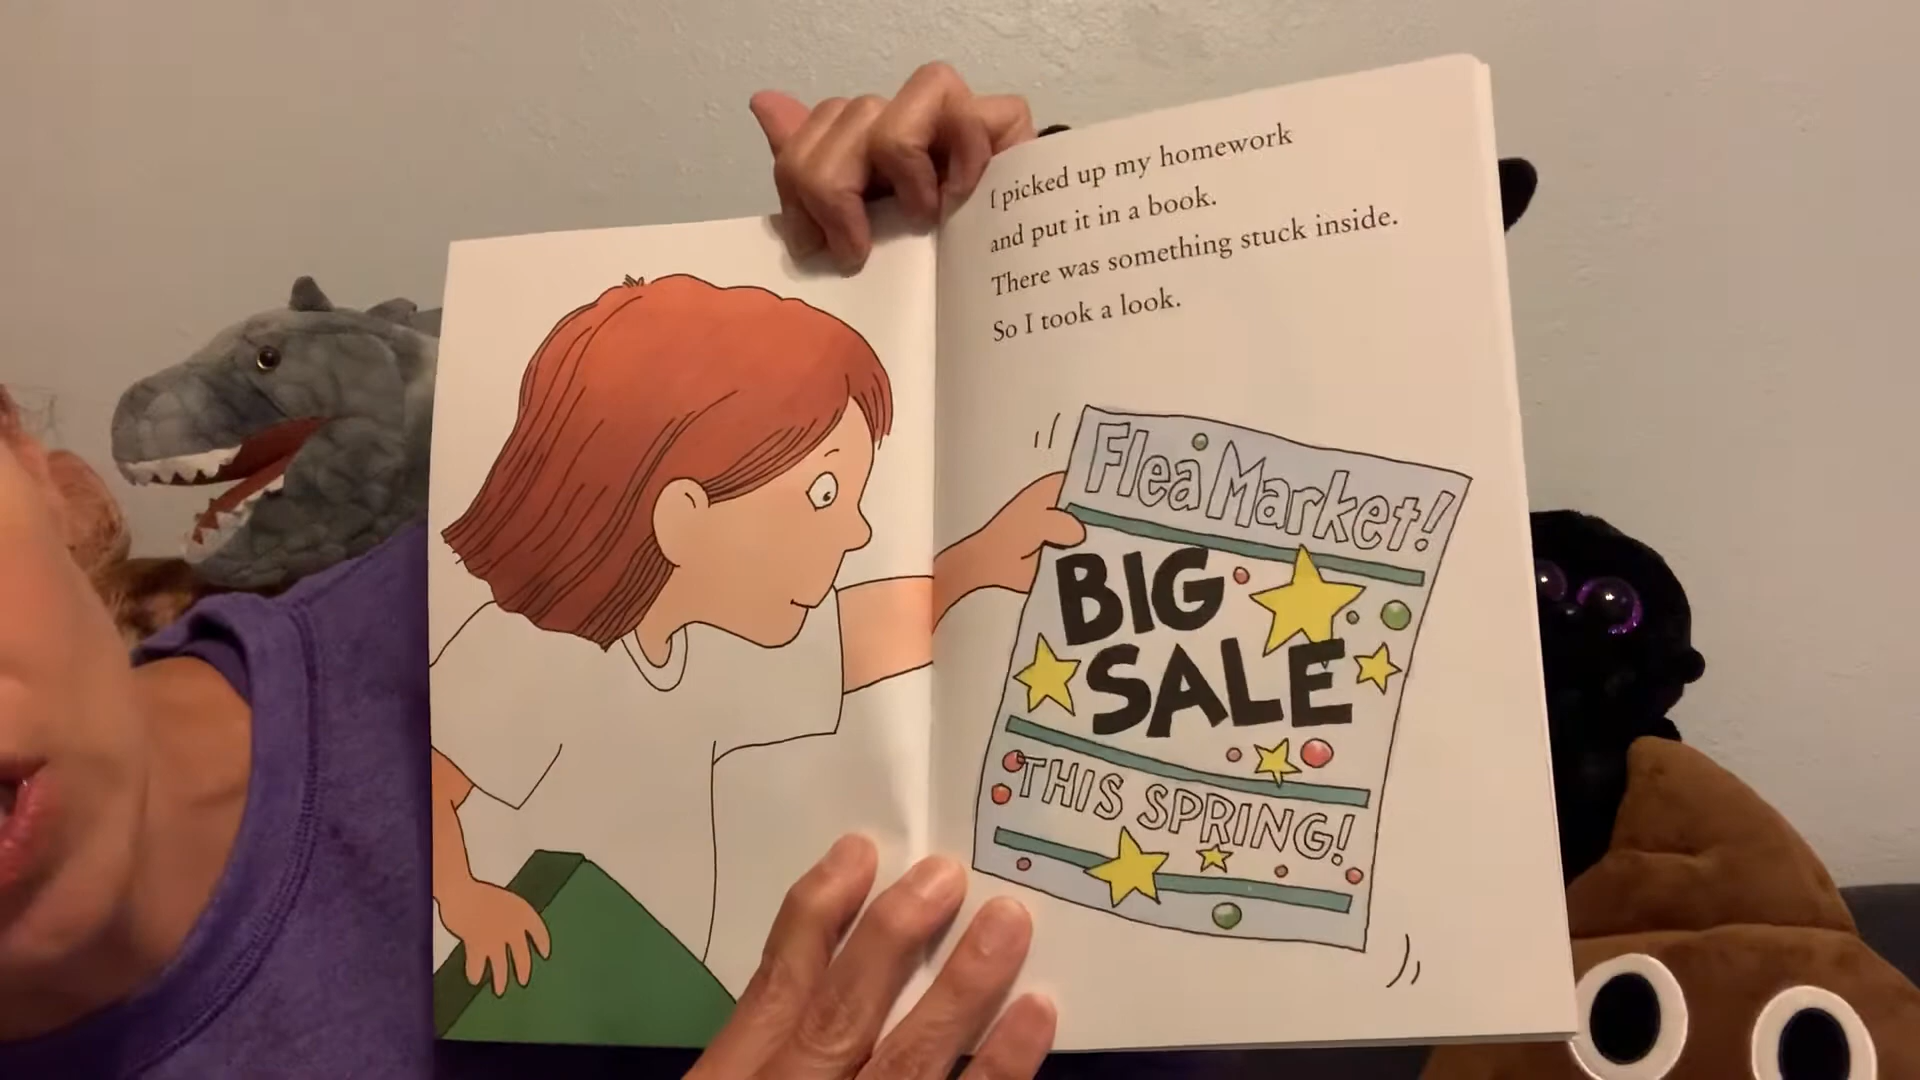 I picked up my homework
and put it in a book.
There was something stuck inside.
So I took a look.
Flea Market!
BIG
SALE
THIS SPRING!